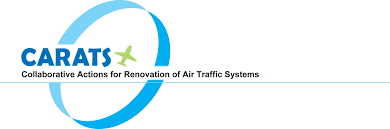 CARATS
Collaborative Actions for Renovation of Air Traffic Systems